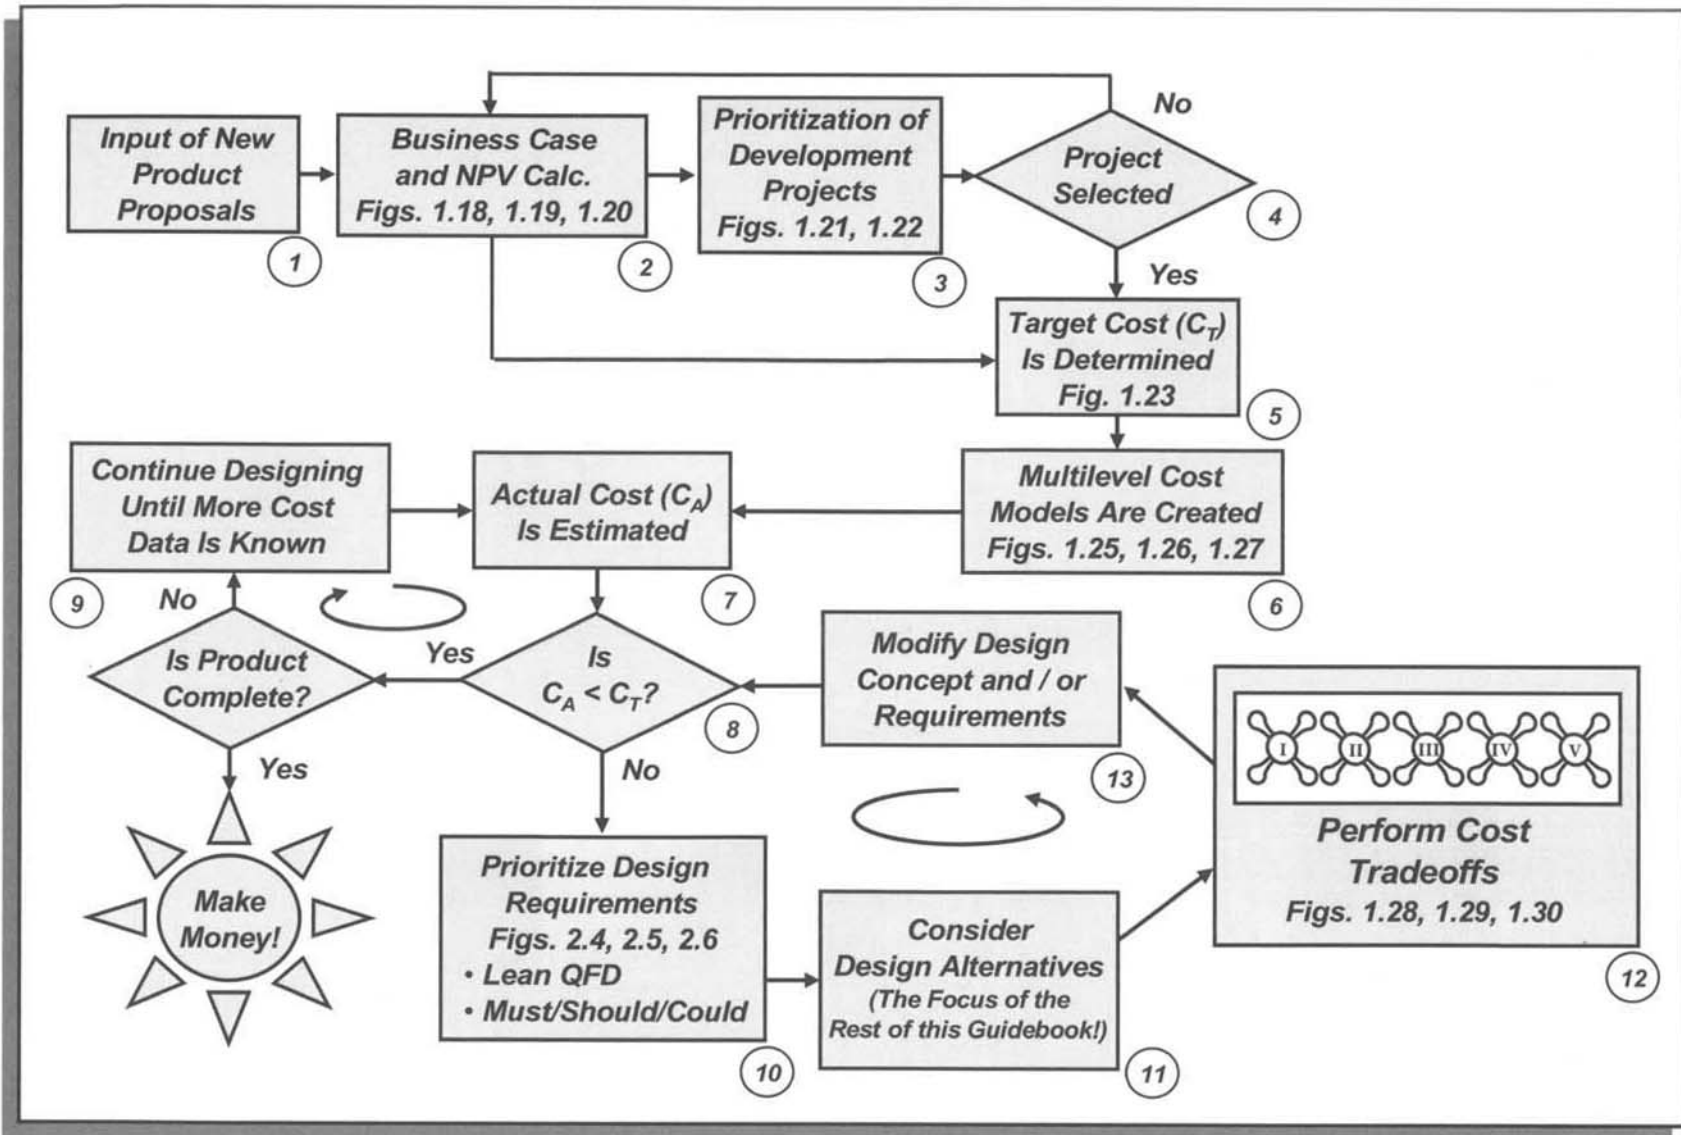 Input of New
Product
Proposals
1
Business Case
and NPV Calc.
Figs. 1.18, 1.19, 1.20
2
Prioritization of
Development
Projects
Figs. 1.21, 1.22
3
No
Project
Selected
4
Yes
Target Cost (CT)
Is Determined
Fig. 1.23
5
Multilevel Cost
Models Are Created
Figs. 1.25, 1.26, 1.27
6
Actual Cost (CA)
Is Estimated
7
Continue Designing
Until More Cost
Data Is Known
9
No
Is Product
Complete?
Yes
Yes
Is
CA < CT?
8
No
Make
Money!
Prioritize Design
Requirements
Figs. 2.4, 2.5, 2.6
• Lean QFD
• Must/Should/Could
10
Consider
Design Alternatives
(The Focus of the
Rest of this Guidebook!)
11
I II III IV V
Perform Cost
Tradeoffs
Figs. 1.28, 1.29, 1.30
12
Modify Design
Concept and / or
Requirements
13